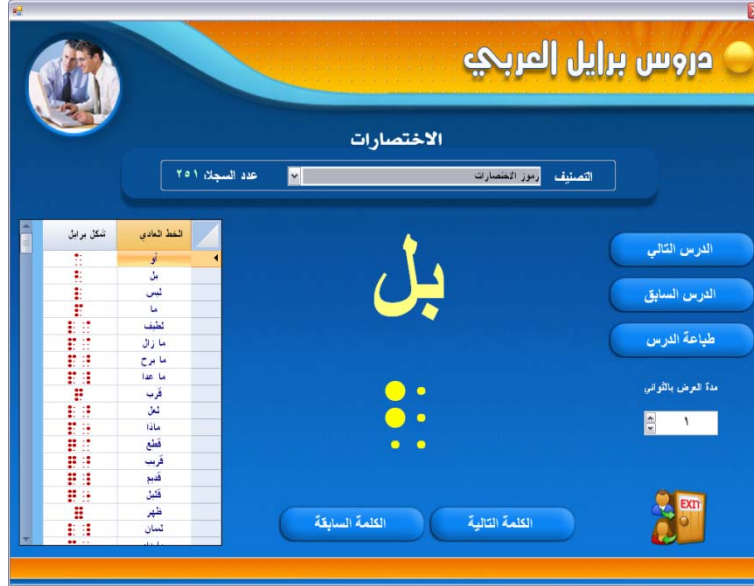 دروس برايل العربي
الاختصارات
التصنيف رموز الاختصارات عدد السجلات ٢٥١
الخط العادي شكل برايل
أو
بل
ليس
ما
لطيف
ما زال
ما برح
ما عدا
قرب
لعل
ماذا
قطع
قريب
قديم
قليل
ظهر
لسان
بل
الدرس التالي
الدرس السابق
طباعة الدرس
مدة العرض بالثواني
١
EXIT
الكلمة التالية
الكلمة السابقة